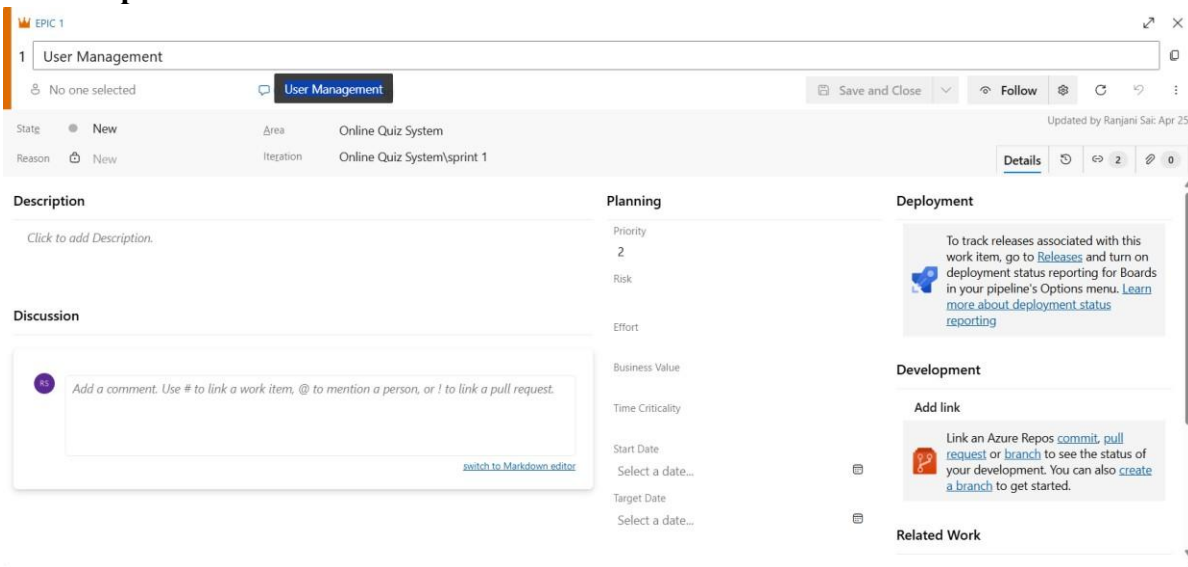 EPIC 1
1 User Management
No one selected User Management Save and Close Follow
State New Area Online Quiz System Updated by Ranjani Sai: Apr 25
Reason New Iteration Online Quiz System\sprint 1 Details 2 0
Description
Click to add Description.
Discussion
RS
Add a comment. Use # to link a work item, @ to mention a person, or ! to link a pull request.
switch to Markdown editor
Planning
Priority
2
Risk
Effort
Business Value
Time Criticality
Start Date
Select a date...
Target Date
Select a date...
Deployment
To track releases associated with this
work item, go to Releases and turn on
deployment status reporting for Boards
in your pipeline's Options menu. Learn
more about deployment status
reporting
Development
Add link
Link an Azure Repos commit, pull
request or branch to see the status of
your development. You can also create
a branch to get started.
Related Work